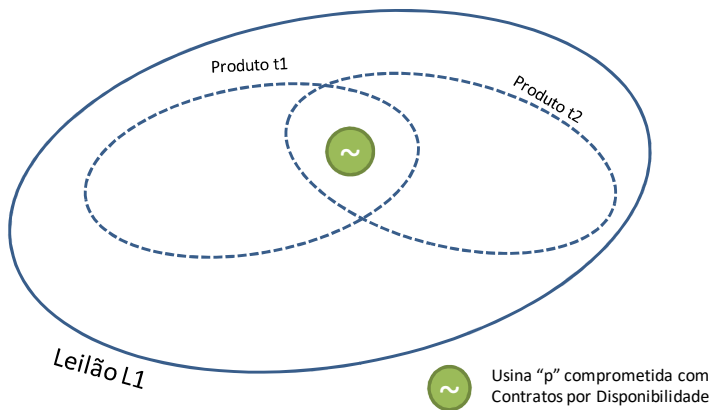 Produto t1
Produto t2
~
Leilão L1
~
Usina “p” comprometida com
Contratos por Disponibilidade